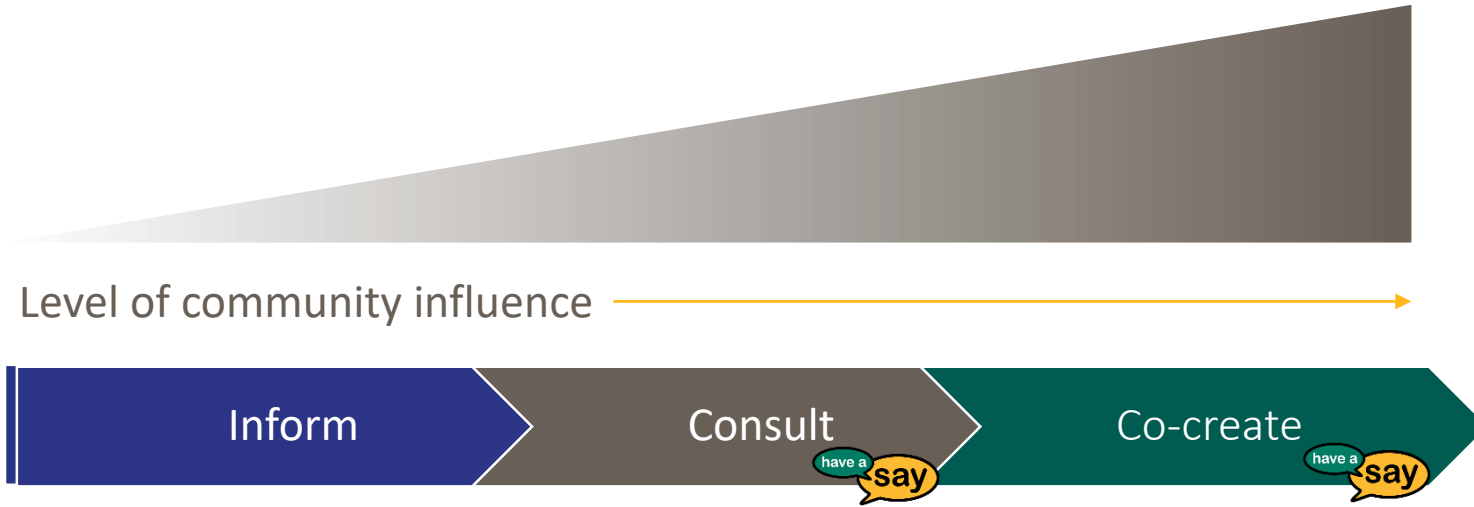 Level of community influence
Inform
Consult
Co-create
have a
say
have a
say